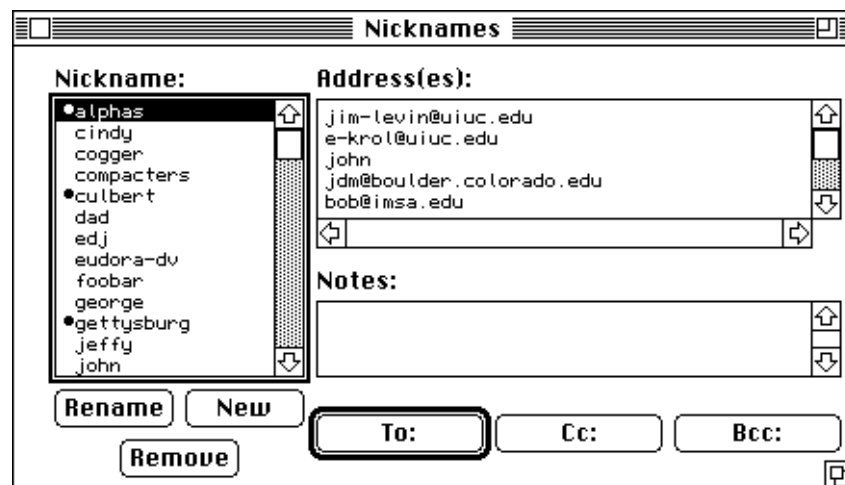 Nicknames
Nickname:
•alphas
cindy
cogger
compacters
•culbert
dad
edj
eudora-dv
foobar
george
•gettysburg
jeffy
john
Address(es):
jim-levin@uiuc.edu
e-krol@uiuc.edu
john
jdm@boulder.colorado.edu
bob@imsa.edu
Notes:
Rename New
Remove
To: Cc: Bcc: